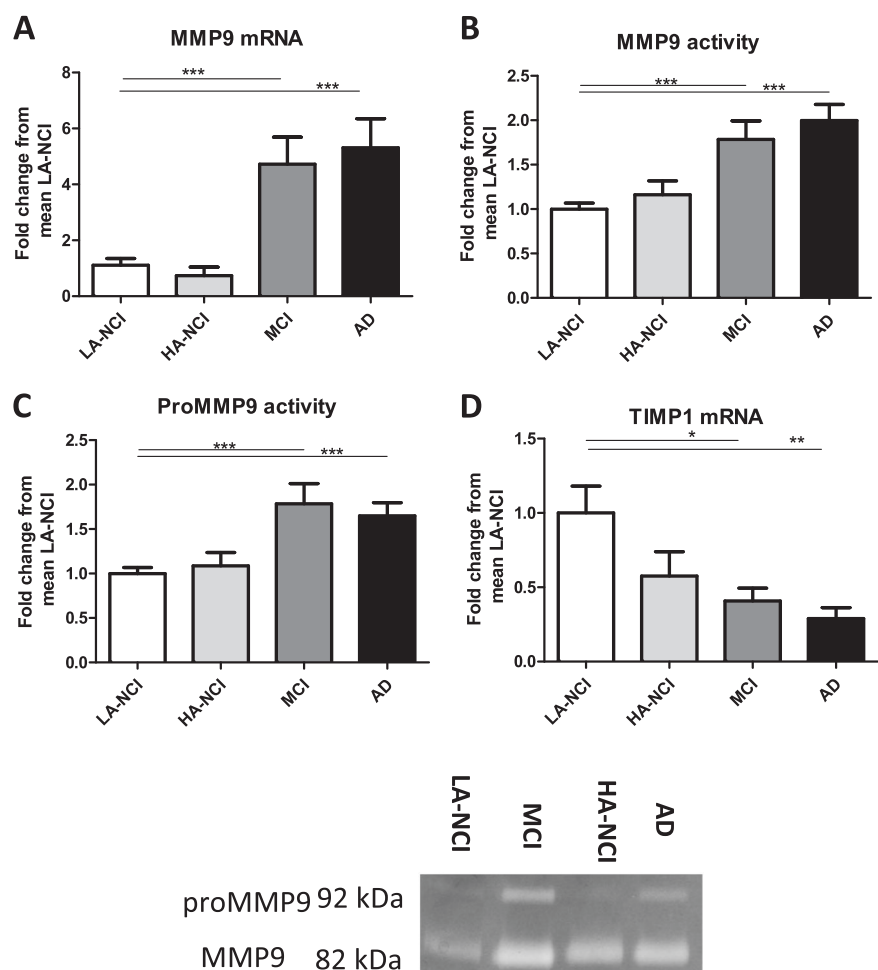 A
MMP9 mRNA
Fold change from
mean LA-NCI
8
6
4
2
0
***
***
LA-NCI
HA-NCI
MCI
AD
B
MMP9 activity
Fold change from
mean LA-NCI
2.5
2.0
1.5
1.0
0.5
0.0
***
***
LA-NCI
HA-NCI
MCI
AD
C
ProMMP9 activity
Fold change from
mean LA-NCI
2.5
2.0
1.5
1.0
0.5
0.0
***
***
LA-NCI
HA-NCI
MCI
AD
D
TIMP1 mRNA
Fold change from
mean LA-NCI
1.5
1.0
0.5
0.0
*
**
LA-NCI
HA-NCI
MCI
AD
LA-NCI
MCI
HA-NCI
AD
proMMP9 92 kDa
MMP9 82 kDa